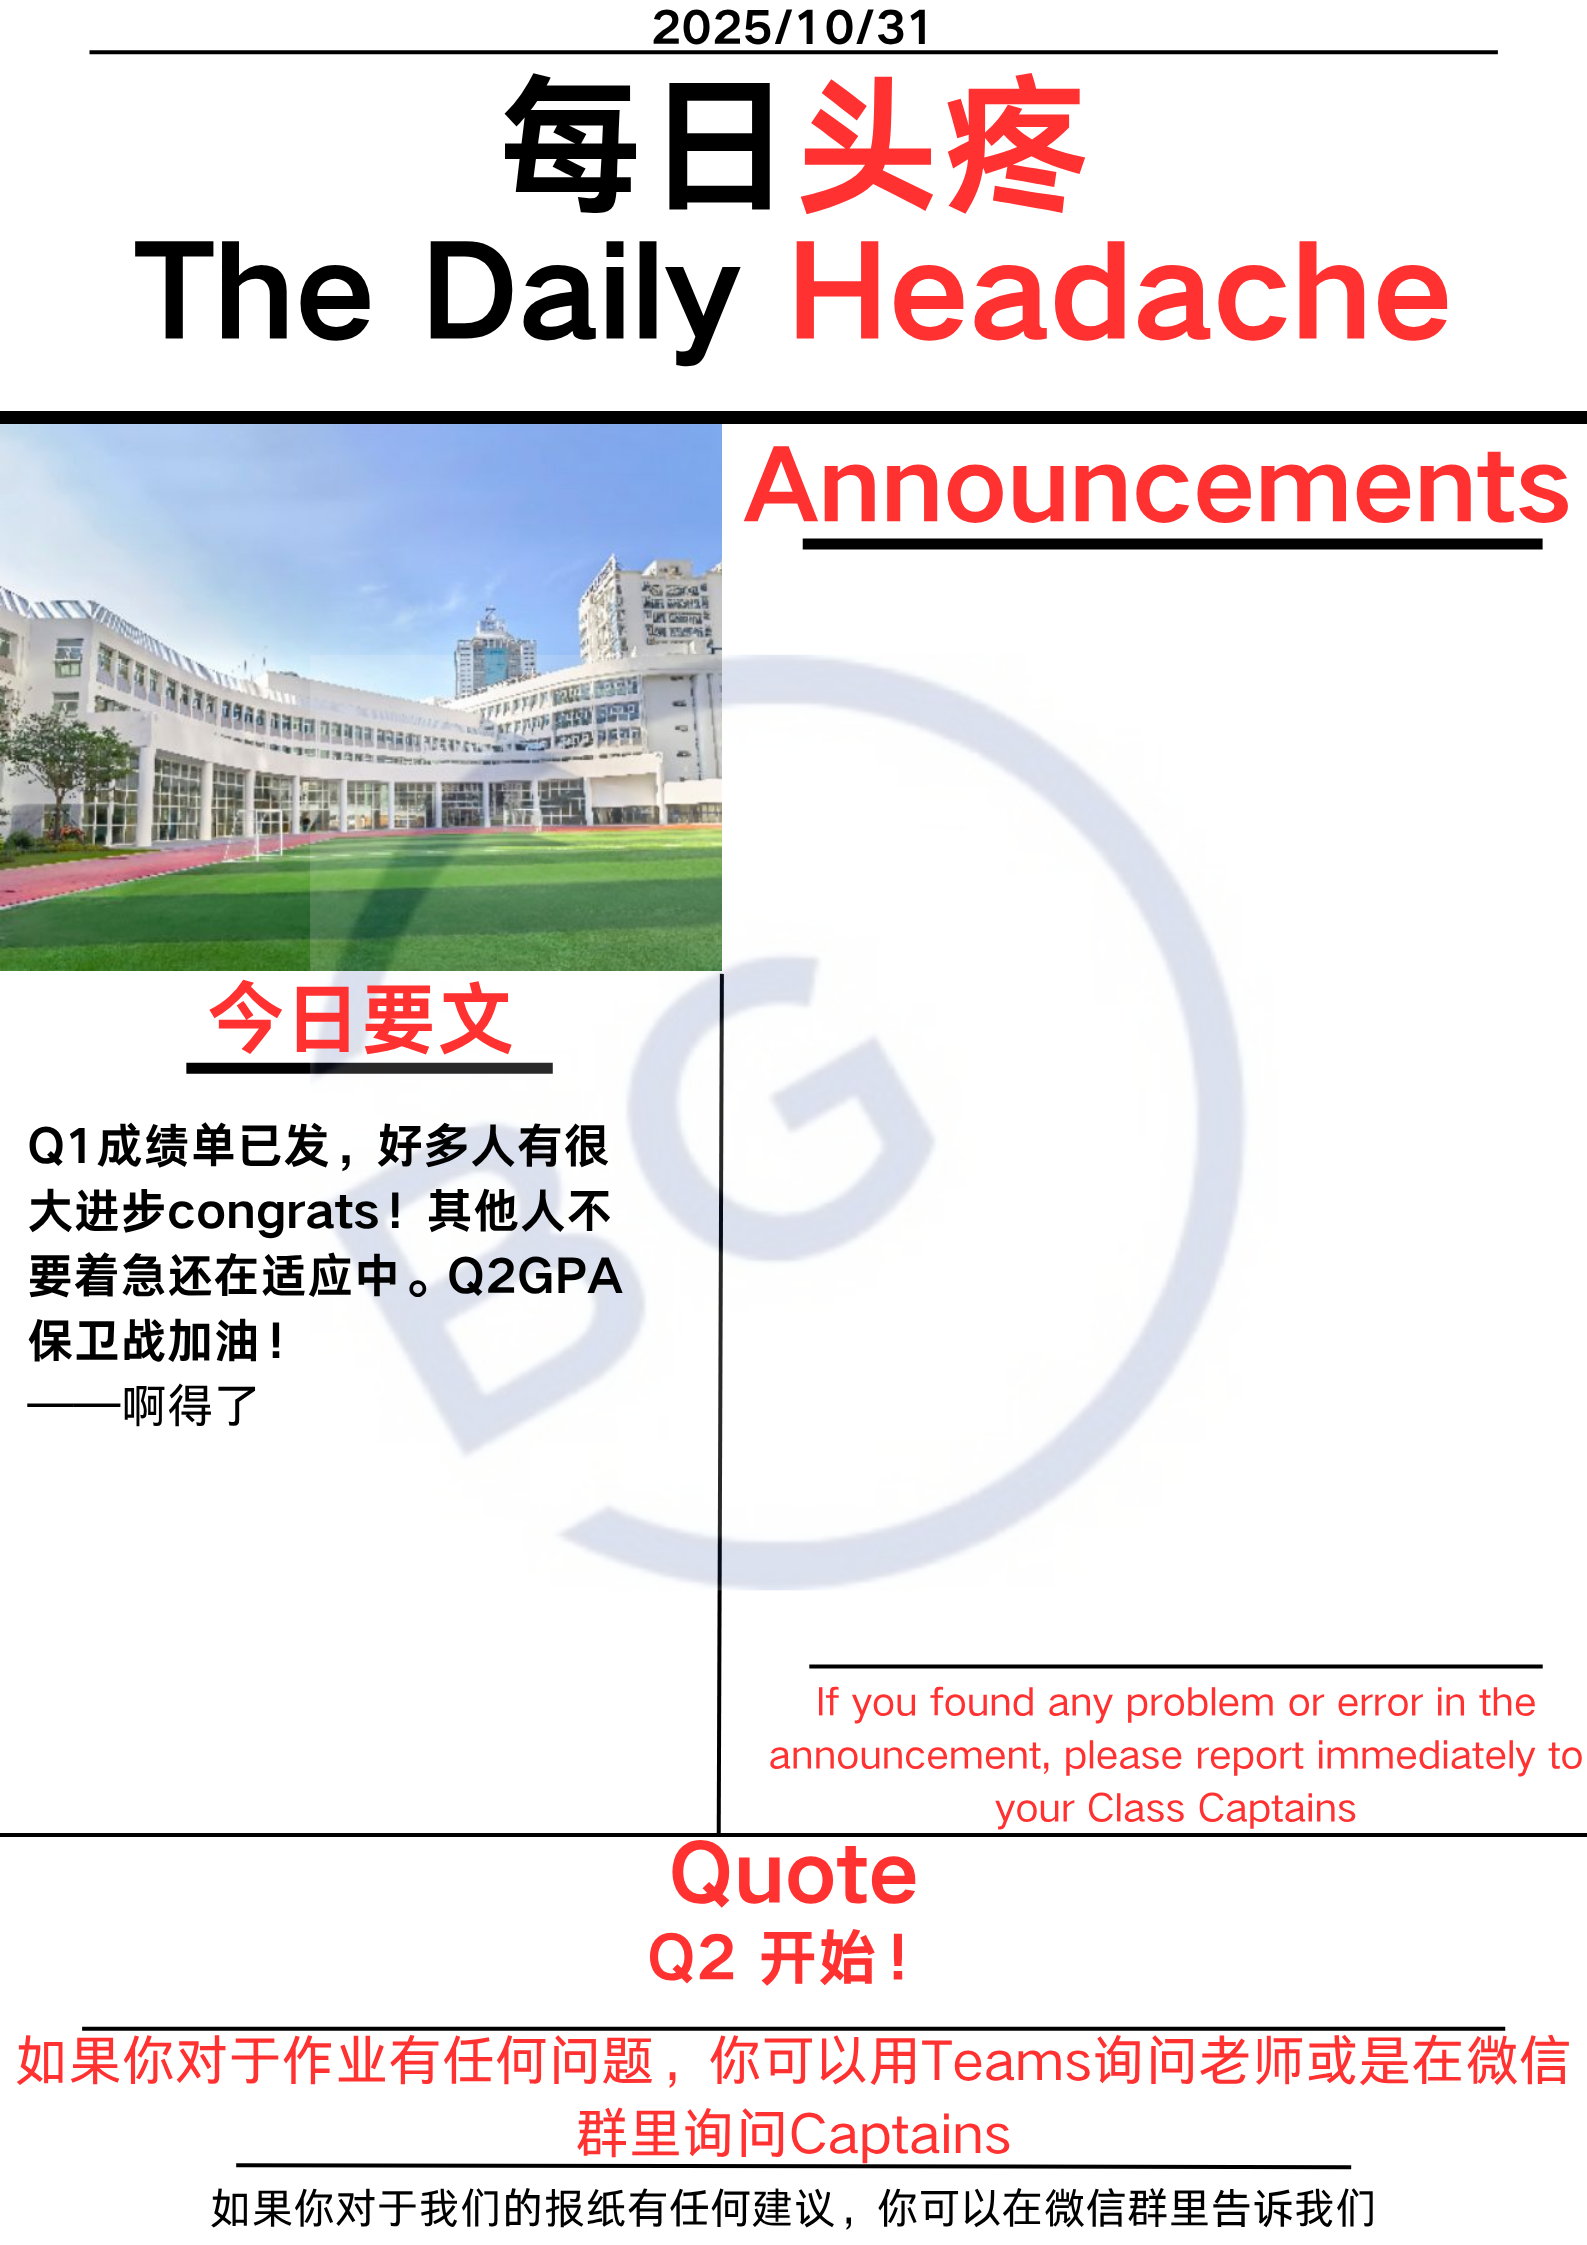 2025/10/31
每日头疼
The Daily Headache
Announcements
今日要文
Q1成绩单已发，好多人有很
大进步congrats！其他人不
要着急还在适应中。Q2GPA
保卫战加油！
——啊得了
BG
If you found any problem or error in the
announcement, please report immediately to
your Class Captains
Quote
Q2 开始！
如果你对于作业有任何问题，你可以用Teams询问老师或是在微信
群里询问Captains
如果你对于我们的报纸有任何建议，你可以在微信群里告诉我们